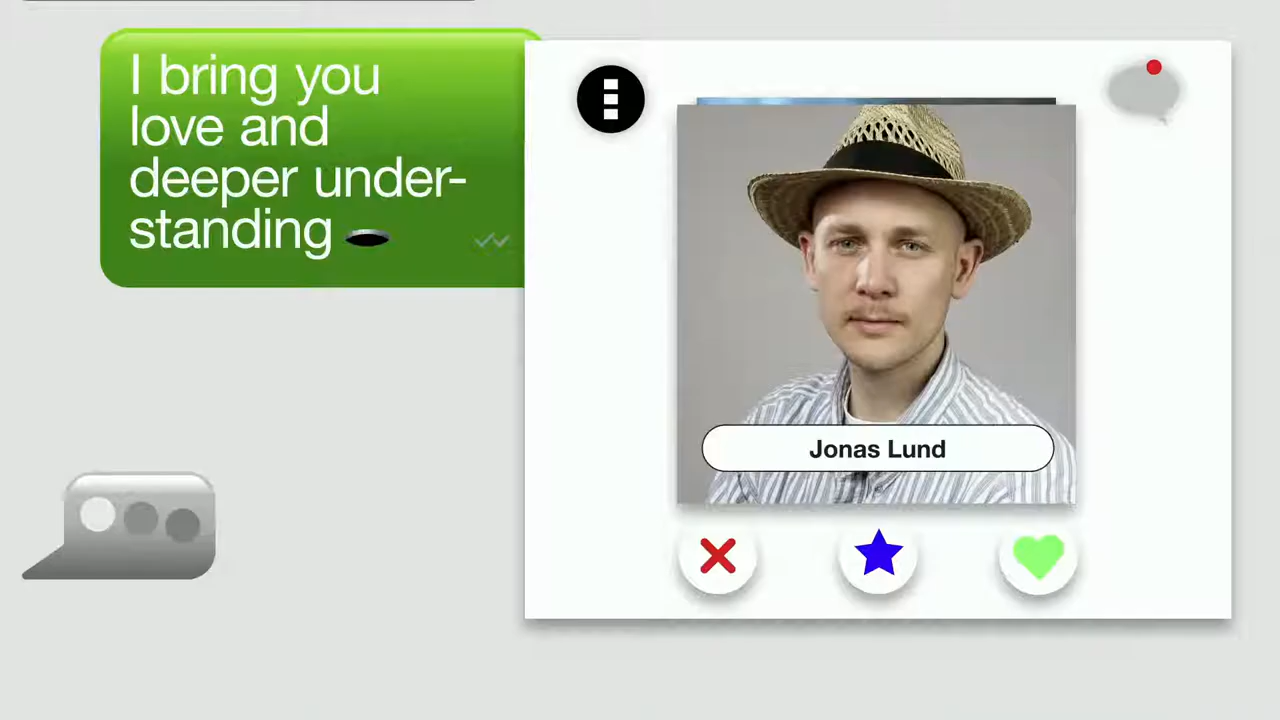 I bring you
love and
deeper under-
standing
Jonas Lund